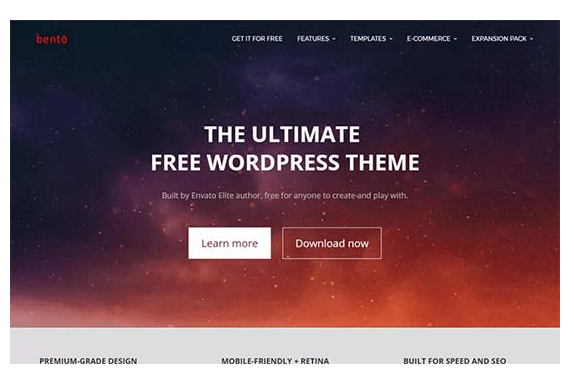 bentō
GET IT FOR FREE FEATURES TEMPLATES E-COMMERCE EXPANSION PACK
THE ULTIMATE
FREE WORDPRESS THEME
Built by Envato Elite author, free for anyone to create and play with.
Learn more Download now
PREMIUM-GRADE DESIGN MOBILE-FRIENDLY + RETINA BUILT FOR SPEED AND SEO